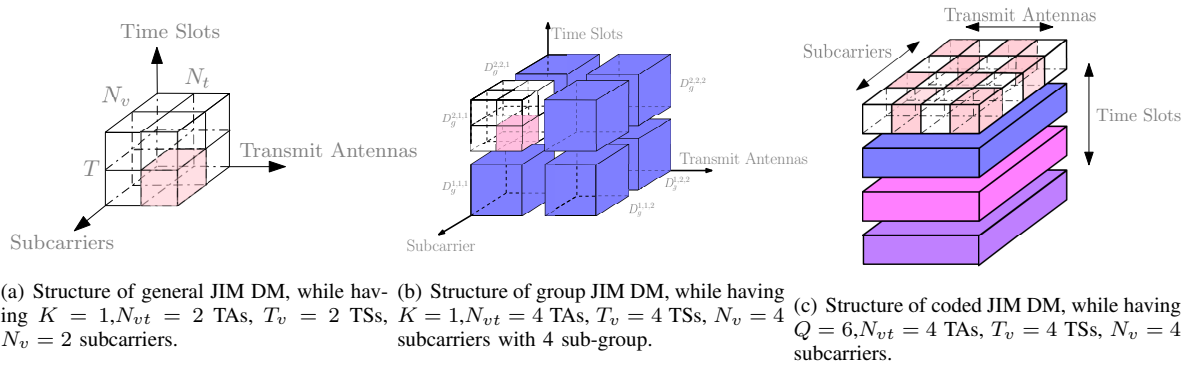 Time Slots
N_t
N_v
T
Transmit Antennas
Subcarriers
Time Slots
D_g^{2,2,1}
D_g^{2,2,2}
D_g^{2,1,1}
Transmit Antennas
D_g^{1,1,1}
D_g^{1,2,2}
D_g^{1,1,2}
Subcarrier
Transmit Antennas
Subcarriers
Time Slots
(a) Structure of general JIM DM, while hav-
ing K = 1,N_{vt} = 2 TAs, T_v = 2 TSs,
N_v = 2 subcarriers.
(b) Structure of group JIM DM, while having
K = 1,N_{vt} = 4 TAs, T_v = 4 TSs, N_v = 4
subcarriers with 4 sub-group.
(c) Structure of coded JIM DM, while having
Q = 6,N_{vt} = 4 TAs, T_v = 4 TSs, N_v = 4
subcarriers.